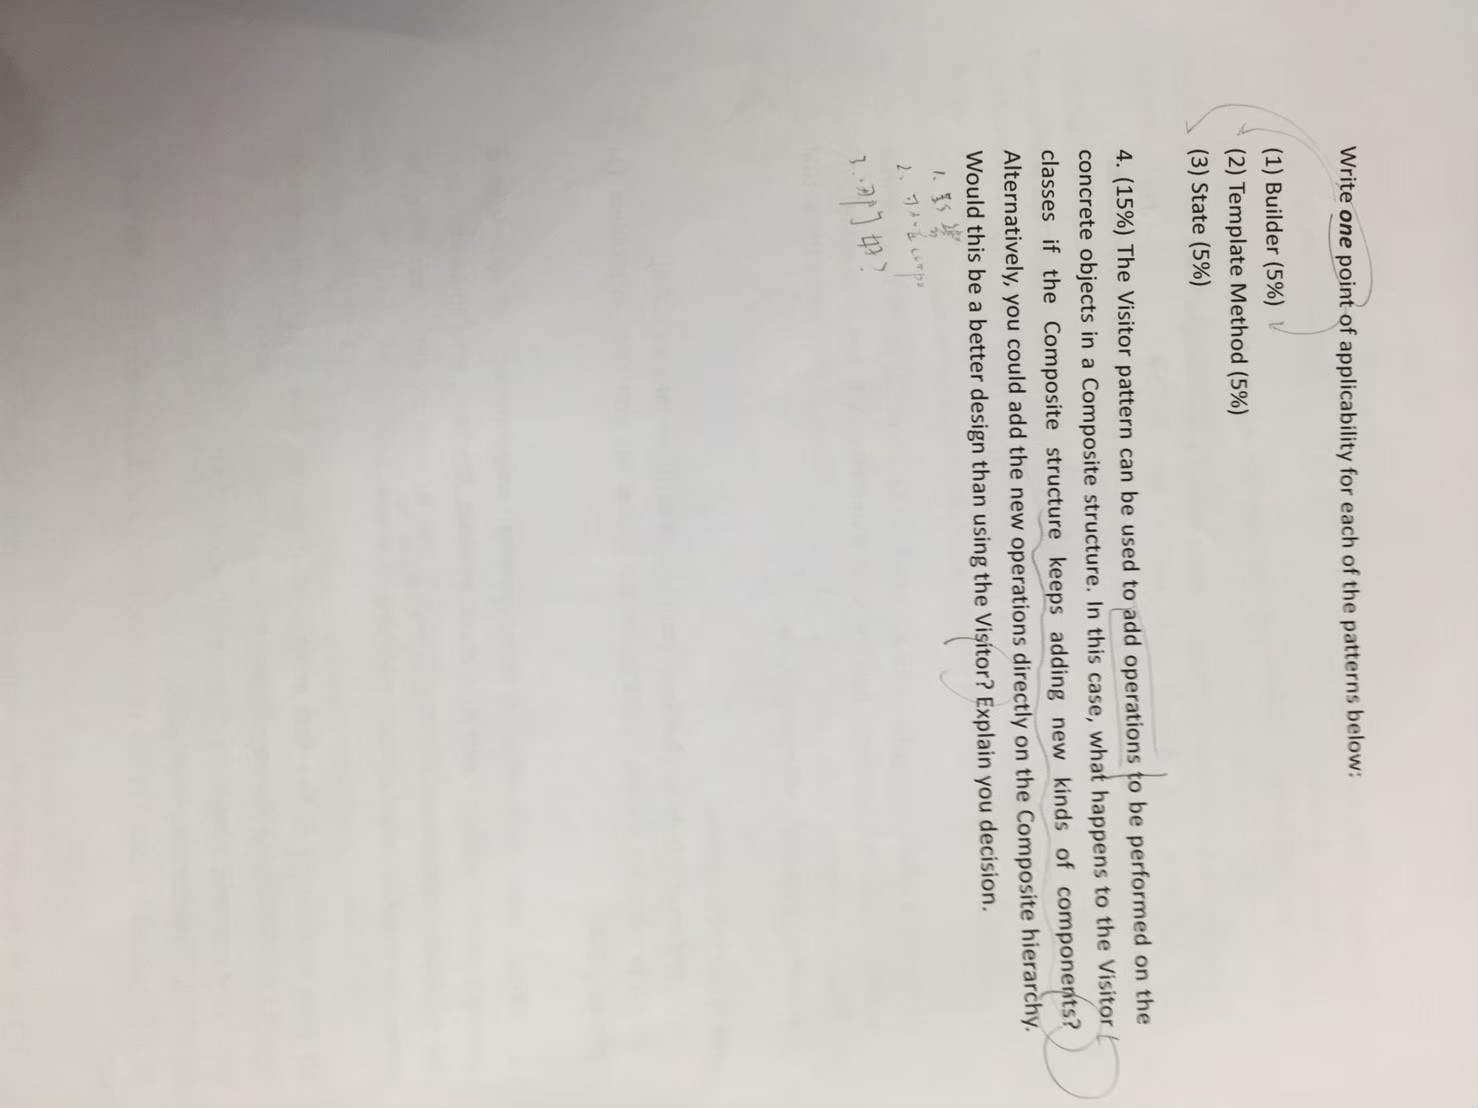 Write one point of applicability for each of the patterns below:
(1) Builder (5%)
(2) Template Method (5%)
(3) State (5%)
4. (15%) The Visitor pattern can be used to add operations to be performed on the
concrete objects in a Composite structure. In this case, what happens to the Visitor
classes if the Composite structure keeps adding new kinds of components?
Alternatively, you could add the new operations directly on the Composite hierarchy.
Would this be a better design than using the Visitor? Explain you decision.
1. 影響
2. compo
3. 那 好?